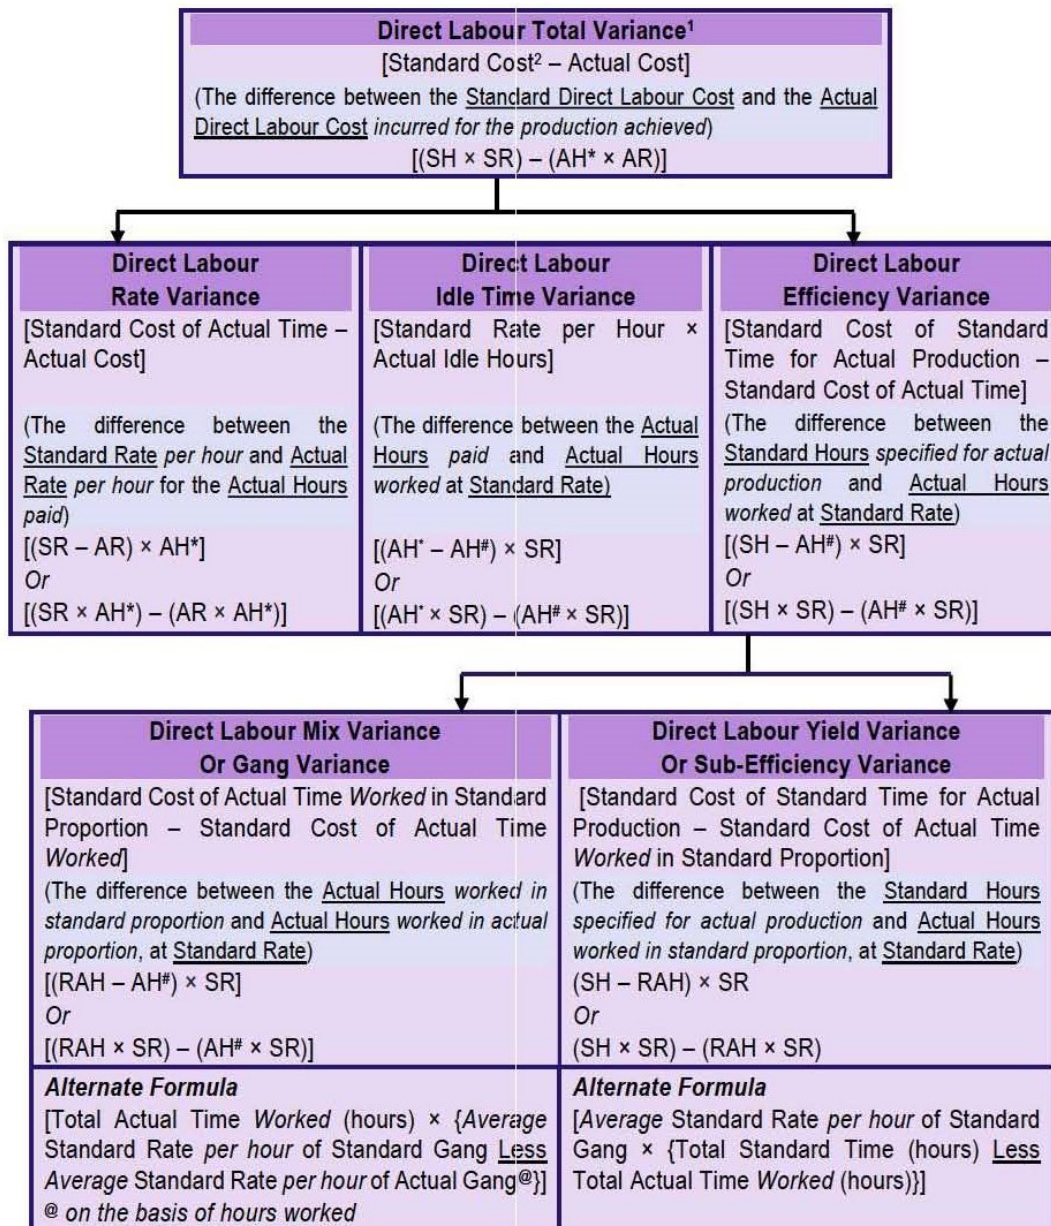 Direct Labour Total Variance¹
[Standard Cost² – Actual Cost]
(The difference between the Standard Direct Labour Cost and the Actual
Direct Labour Cost incurred for the production achieved)
[(SH × SR) – (AH* × AR)]
Direct Labour
Rate Variance
[Standard Cost of Actual Time –
Actual Cost]
(The difference between the
Standard Rate per hour and Actual
Rate per hour for the Actual Hours
paid)
[(SR – AR) × AH*]
Or
[(SR × AH*) – (AR × AH*)]
Direct Labour
Idle Time Variance
[Standard Rate per Hour ×
Actual Idle Hours]
(The difference between the Actual
Hours paid and Actual Hours
worked at Standard Rate)
[(AH* – AH#) × SR]
Or
[(AH* × SR) – (AH# × SR)]
Direct Labour
Efficiency Variance
[Standard Cost of Standard
Time for Actual Production –
Standard Cost of Actual Time]
(The difference between the
Standard Hours specified for actual
production and Actual Hours
worked at Standard Rate)
[(SH – AH#) × SR]
Or
[(SH × SR) – (AH# × SR)]
Direct Labour Mix Variance
Or Gang Variance
[Standard Cost of Actual Time Worked in Standard
Proportion – Standard Cost of Actual Time
Worked]
(The difference between the Actual Hours worked in
standard proportion and Actual Hours worked in actual
proportion, at Standard Rate)
[(RAH – AH#) × SR]
Or
[(RAH × SR) – (AH# × SR)]
Alternate Formula
[Total Actual Time Worked (hours) × {Average
Standard Rate per hour of Standard Gang Less
Average Standard Rate per hour of Actual Gang@}]
@ on the basis of hours worked
Direct Labour Yield Variance
Or Sub-Efficiency Variance
[Standard Cost of Standard Time for Actual
Production – Standard Cost of Actual Time
Worked in Standard Proportion]
(The difference between the Standard Hours
specified for actual production and Actual Hours
worked in standard proportion, at Standard Rate)
(SH – RAH) × SR
Or
(SH × SR) – (RAH × SR)
Alternate Formula
[Average Standard Rate per hour of Standard
Gang × {Total Standard Time (hours) Less
Total Actual Time Worked (hours)}]